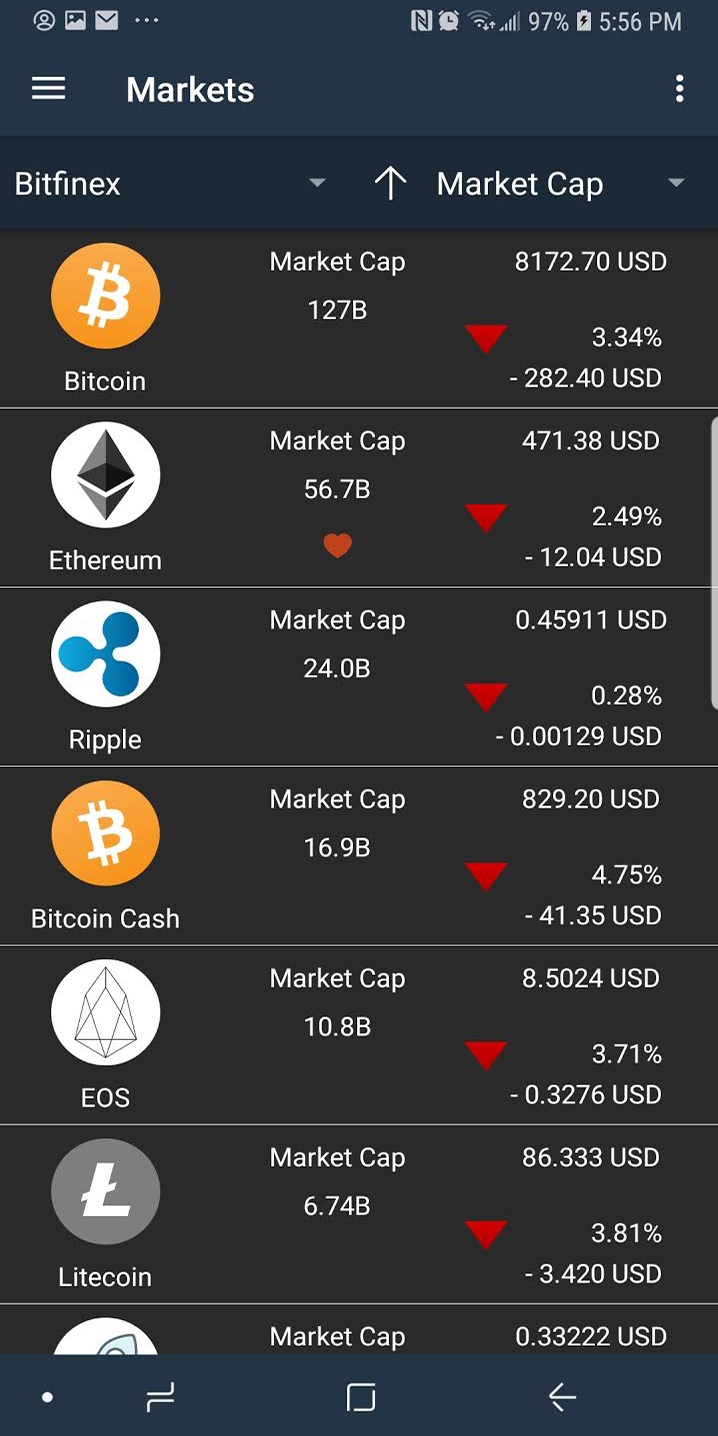 97% 5:56 PM
Markets
Bitfinex Market Cap
Market Cap 8172.70 USD
127B
3.34%
Bitcoin - 282.40 USD
Market Cap 471.38 USD
56.7B
2.49%
Ethereum - 12.04 USD
Market Cap 0.45911 USD
24.0B
0.28%
Ripple - 0.00129 USD
Market Cap 829.20 USD
16.9B
4.75%
Bitcoin Cash - 41.35 USD
Market Cap 8.5024 USD
10.8B
3.71%
EOS - 0.3276 USD
Market Cap 86.333 USD
6.74B
3.81%
Litecoin - 3.420 USD
Market Cap 0.33222 USD